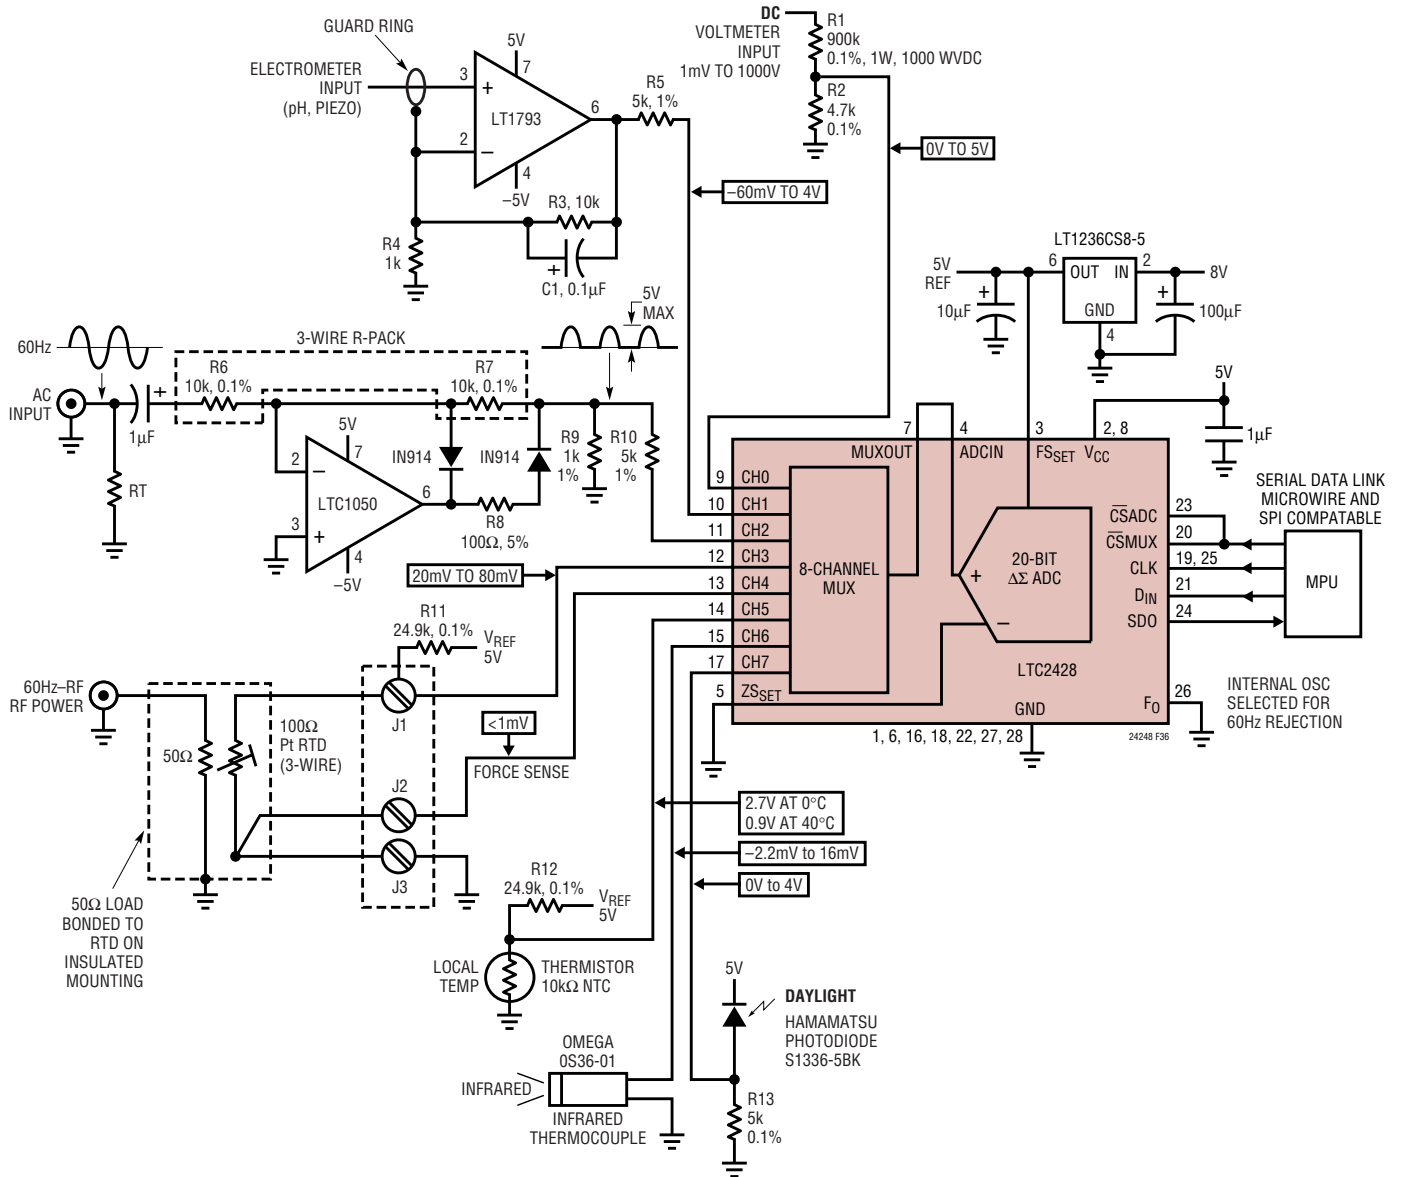 GUARD RING
ELECTROMETER
INPUT
(pH, PIEZO)
5V
7
3
+
LT1793
2
−
4
−5V
6
R5
5k, 1%
R3, 10k
R4
1k
+
C1, 0.1µF
DC
VOLTMETER
INPUT
1mV TO 1000V
R1
900k
0.1%, 1W, 1000 WVDC
R2
4.7k
0.1%
0V TO 5V
−60mV TO 4V
LT1236CS8-5
5V
REF
6
OUT
IN
2
8V
GND
4
+
10µF
+
100µF
5V
1µF
60Hz
AC
INPUT
1µF
+
RT
3-WIRE R-PACK
R6
10k, 0.1%
R7
10k, 0.1%
5V
MAX
5V
7
2
−
LTC1050
3
+
4
−5V
6
IN914
IN914
R8
100Ω, 5%
R9
1k
1%
R10
5k
1%
7
4
3
2, 8
MUXOUT
ADCIN
FSSET
VCC
9
CH0
10
CH1
11
CH2
12
CH3
13
CH4
14
CH5
15
CH6
17
CH7
5
ZSSET
8-CHANNEL
MUX
+
20-BIT
ΔΣ ADC
−
LTC2428
GND
1, 6, 16, 18, 22, 27, 28
CSADC
23
CSMUX
20
CLK
19, 25
DIN
21
SDO
24
FO
26
SERIAL DATA LINK
MICROWIRE AND
SPI COMPATABLE
MPU
INTERNAL OSC
SELECTED FOR
60Hz REJECTION
24248 F36
20mV TO 80mV
R11
24.9k, 0.1%
VREF
5V
60Hz–RF
RF POWER
50Ω
100Ω
Pt RTD
(3-WIRE)
J1
J2
J3
<1mV
FORCE SENSE
50Ω LOAD
BONDED TO
RTD ON
INSULATED
MOUNTING
2.7V AT 0°C
0.9V AT 40°C
−2.2mV to 16mV
0V to 4V
R12
24.9k, 0.1%
VREF
5V
LOCAL
TEMP
THERMISTOR
10kΩ NTC
OMEGA
0S36-01
INFRARED
INFRARED
THERMOCOUPLE
5V
DAYLIGHT
HAMAMATSU
PHOTODIODE
S1336-5BK
R13
5k
0.1%